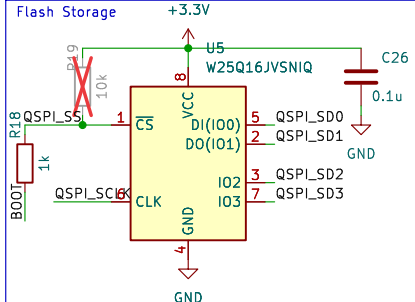 Flash Storage
+3.3V
U5
W25Q16JVSNIQ
R19
10k
C26
0.1u
GND
8
VCC
QSPI_SS
1
CS
DI(IO0)
5
QSPI_SD0
DO(IO1)
2
QSPI_SD1
R18
1k
BOOT
IO2
3
QSPI_SD2
QSPI_SCLK
6
CLK
IO3
7
QSPI_SD3
GND
4
GND